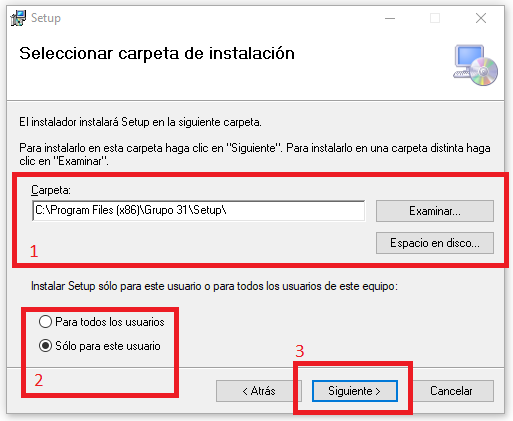 Setup
Seleccionar carpeta de instalación
El instalador instalará Setup en la siguiente carpeta.
Para instalarlo en esta carpeta haga clic en "Siguiente". Para instalarlo en una carpeta distinta haga
clic en "Examinar".
Carpeta:
C:\Program Files (x86)\Grupo 31\Setup\
Examinar...
1
Espacio en disco...
Instalar Setup sólo para este usuario o para todos los usuarios de este equipo:
Para todos los usuarios
Sólo para este usuario
2
3
< Atrás
Siguiente >
Cancelar